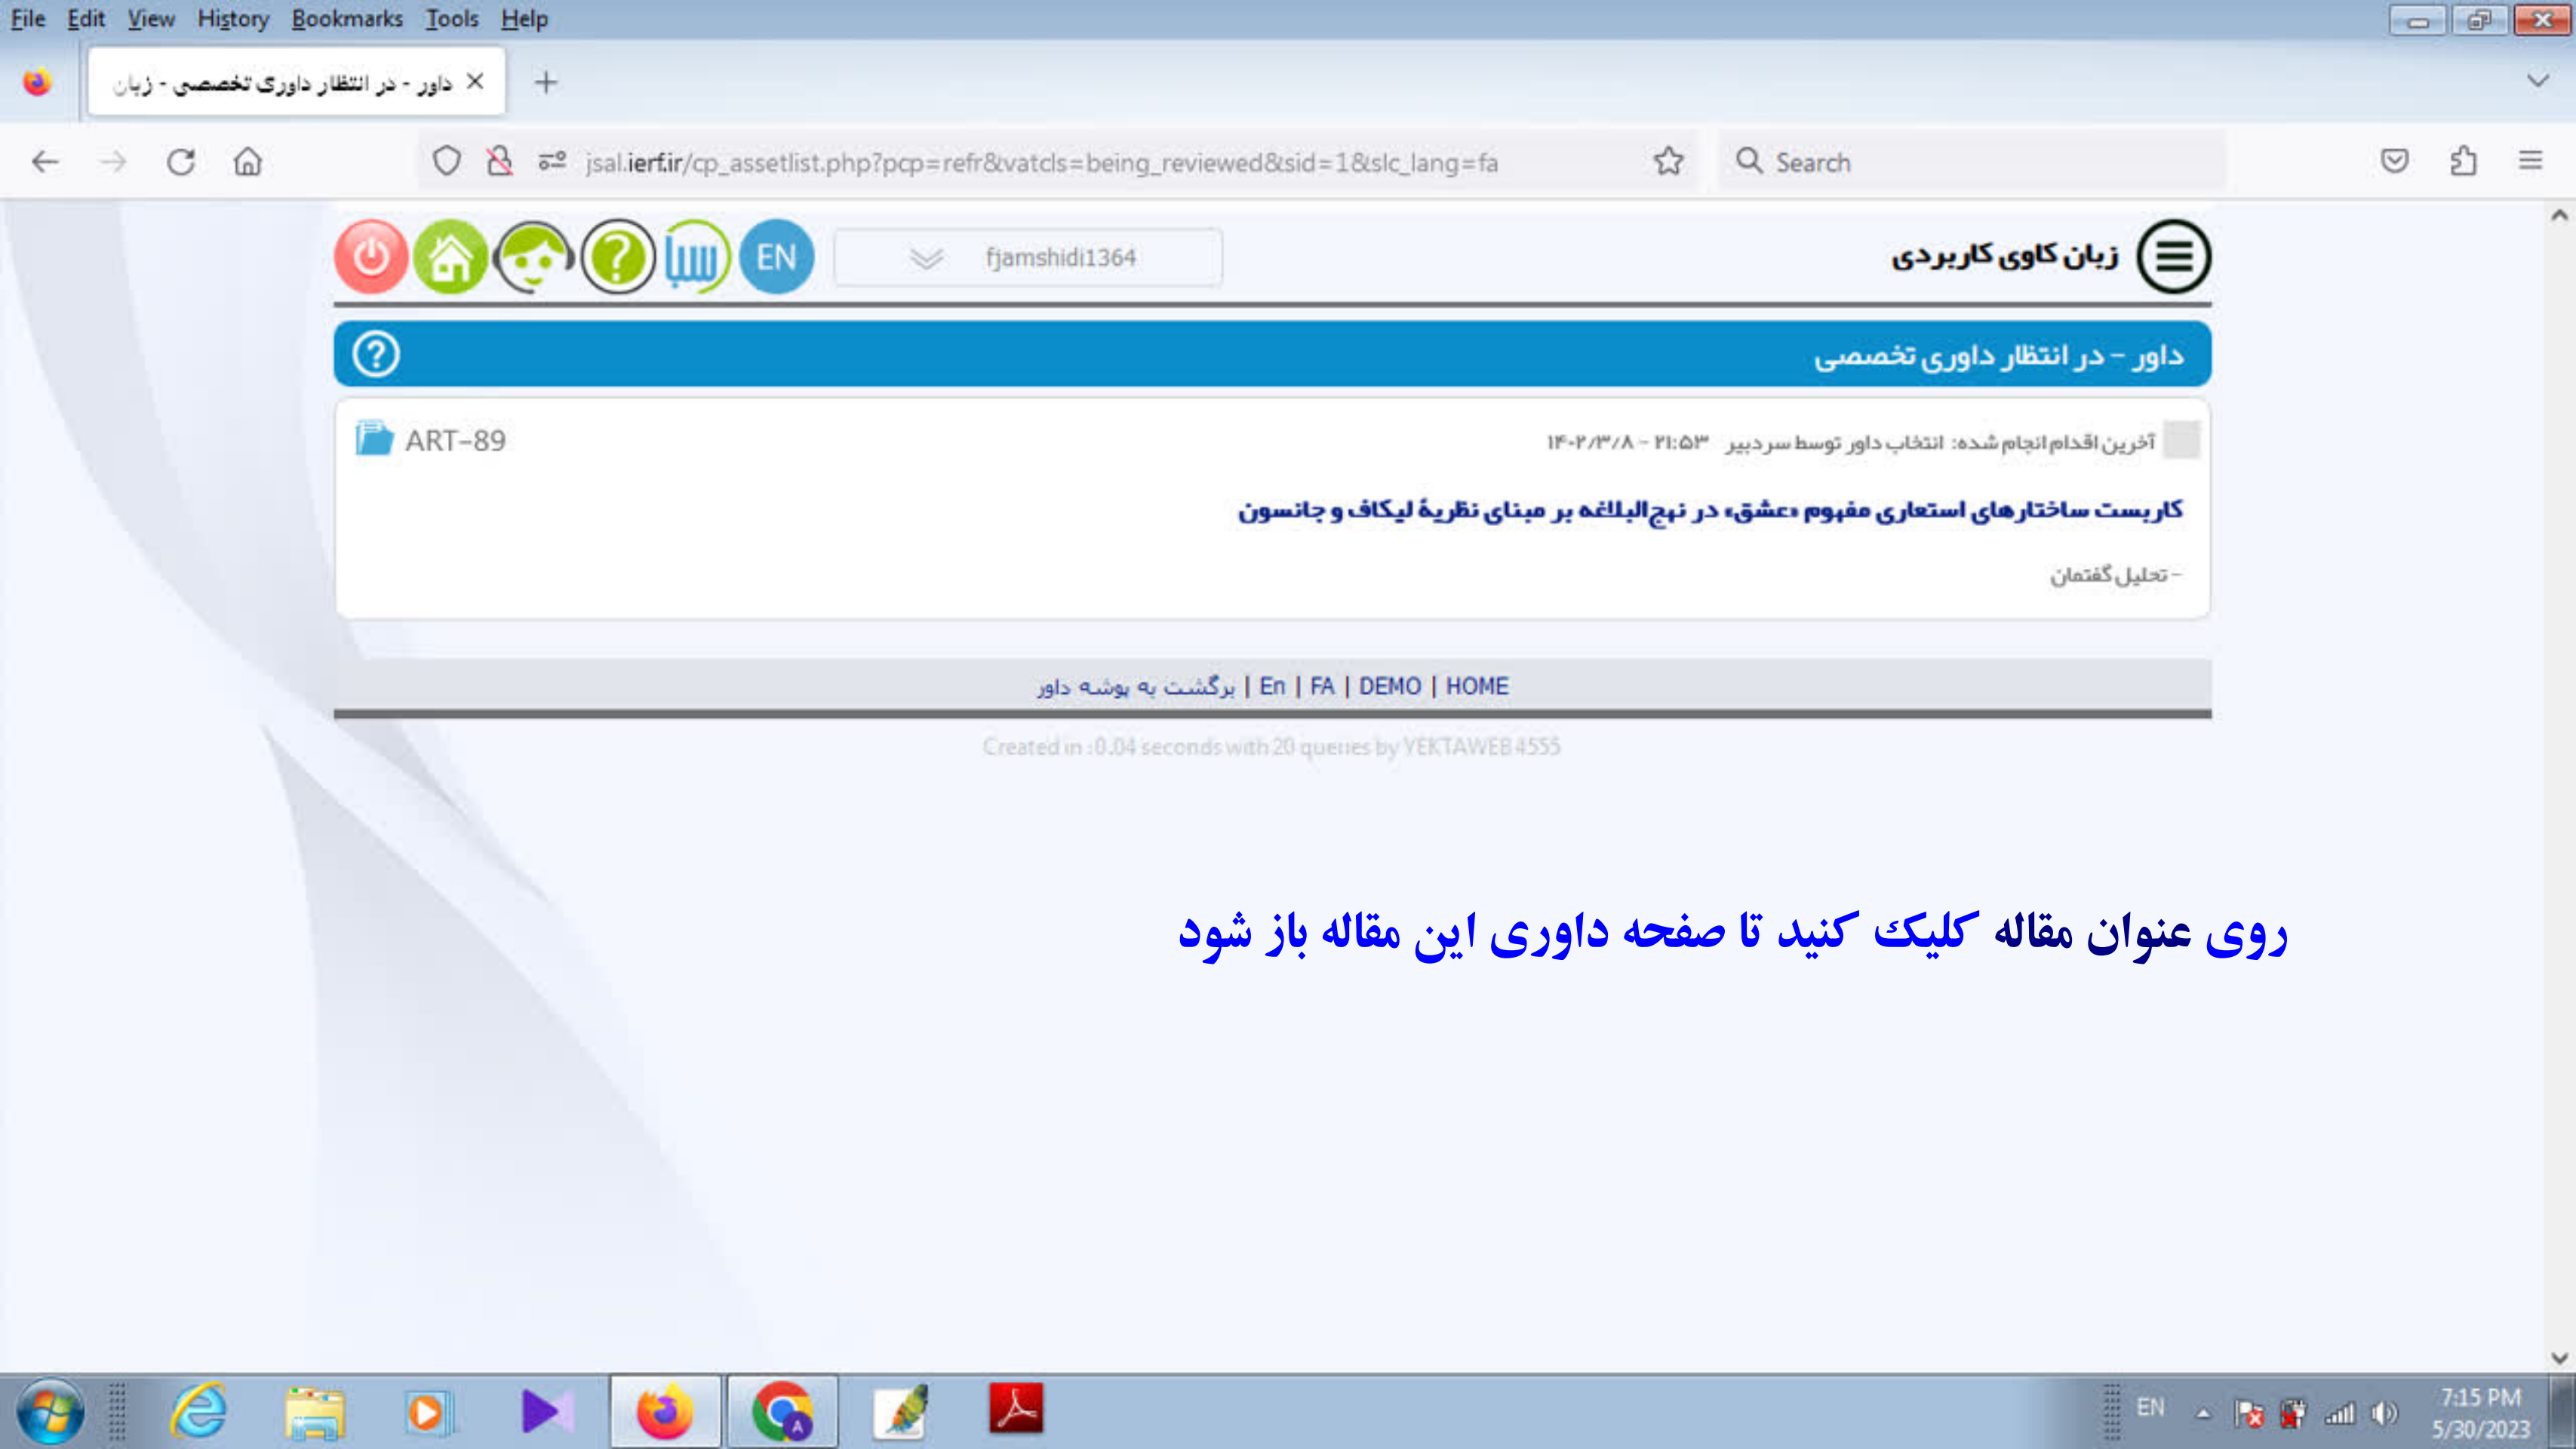 File Edit View History Bookmarks Tools Help
داور - در انتظار داوری تخصصی - زبان
jsal.ierf.ir/cp_assetlist.php?pcp=refr&vatcls=being_reviewed&sid=1&slc_lang=fa
Search
زبان کاوی کاربردی
fjamshidi1364
EN
سبا
داور - در انتظار داوری تخصصی
آخرین اقدام انجام شده: انتخاب داور توسط سردبیر ۲۱:۵۳ - ۱۴۰۲/۳/۸
ART-89
کاربست ساختارهای استعاری مفهوم «عشق» در نهج‌البلاغه بر مبنای نظریۀ لیکاف و جانسون
- تحلیل گفتمان
برگشت به پوشه داور | En | FA | DEMO | HOME
Created in :0.04 seconds with 20 queries by YEKTAWEB 4555
روی عنوان مقاله کلیک کنید تا صفحه داوری این مقاله باز شود
EN
7:15 PM
5/30/2023